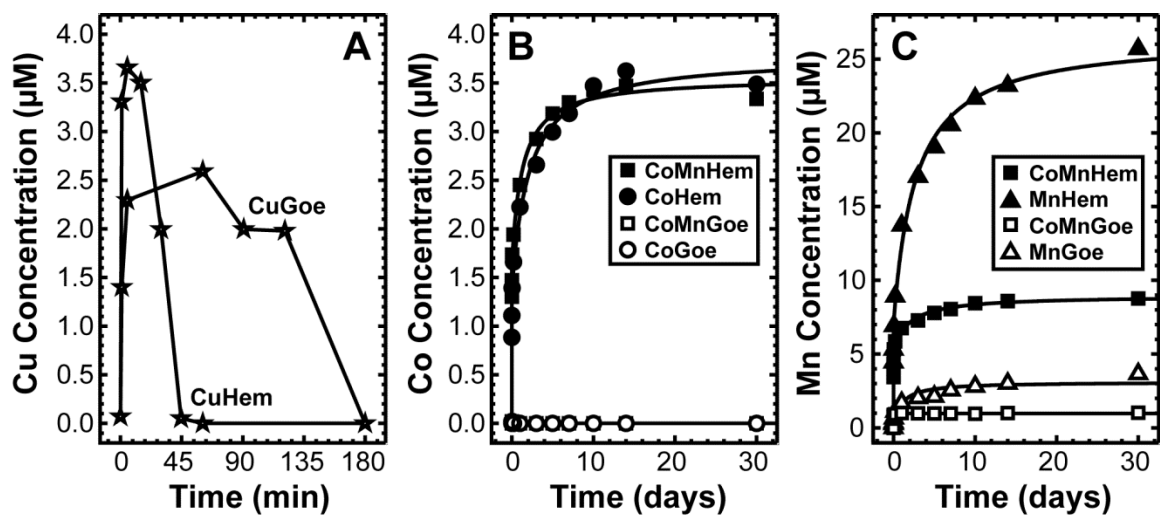 A
Cu Concentration (µM)
4.0
3.5
3.0
2.5
2.0
1.5
1.0
0.5
0.0
CuGoe
CuHem
0 45 90 135 180
Time (min)
B
Co Concentration (µM)
4.0
3.5
3.0
2.5
2.0
1.5
1.0
0.5
0.0
CoMnHem
CoHem
CoMnGoe
CoGoe
0 10 20 30
Time (days)
C
Mn Concentration (µM)
25
20
15
10
5
0
CoMnHem
MnHem
CoMnGoe
MnGoe
0 10 20 30
Time (days)